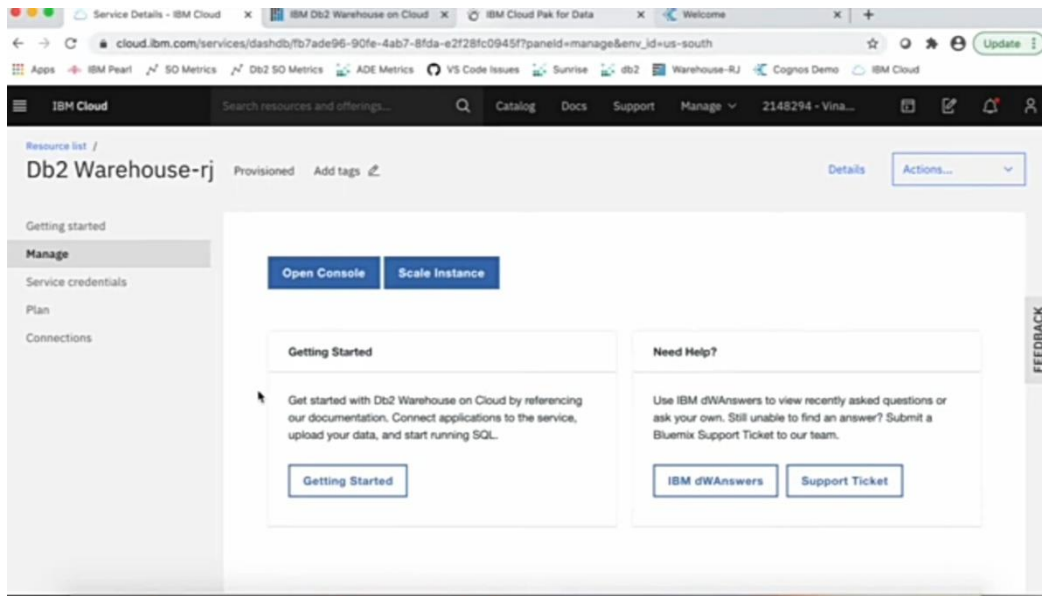 Service Details - IBM Cloud
IBM Db2 Warehouse on Cloud
IBM Cloud Pak for Data
Welcome
cloud.ibm.com/services/dashdb/fb7ade96-90fe-4ab7-8fda-e2f28fc0945f?paneId=manage&env_id=us-south
Update
Apps IBM Pearl SO Metrics Db2 SO Metrics ADE Metrics VS Code Issues Sunrise db2 Warehouse-RJ Cognos Demo IBM Cloud
IBM Cloud Search resources and offerings... Catalog Docs Support Manage 2148294 - Vina...
Resource list /
Db2 Warehouse-rj Provisioned Add tags Details Actions...
Getting started
Manage
Service credentials
Plan
Connections
Open Console Scale Instance
Getting Started
Get started with Db2 Warehouse on Cloud by referencing
our documentation. Connect applications to the service,
upload your data, and start running SQL.
Getting Started
Need Help?
Use IBM dWAnswers to view recently asked questions or
ask your own. Still unable to find an answer? Submit a
Bluemix Support Ticket to our team.
IBM dWAnswers Support Ticket
FEEDBACK